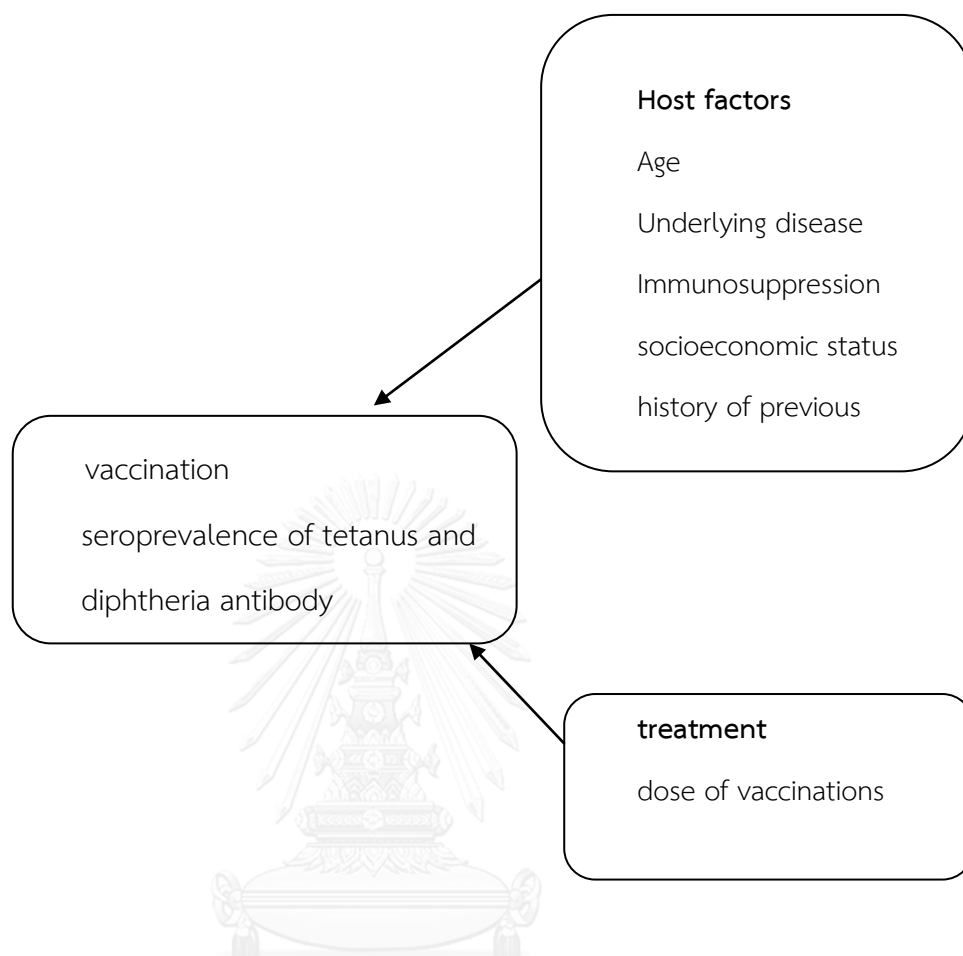 Host factors
Age
Underlying disease
Immunosuppression
socioeconomic status
history of previous
vaccination
seroprevalence of tetanus and
diphtheria antibody
treatment
dose of vaccinations